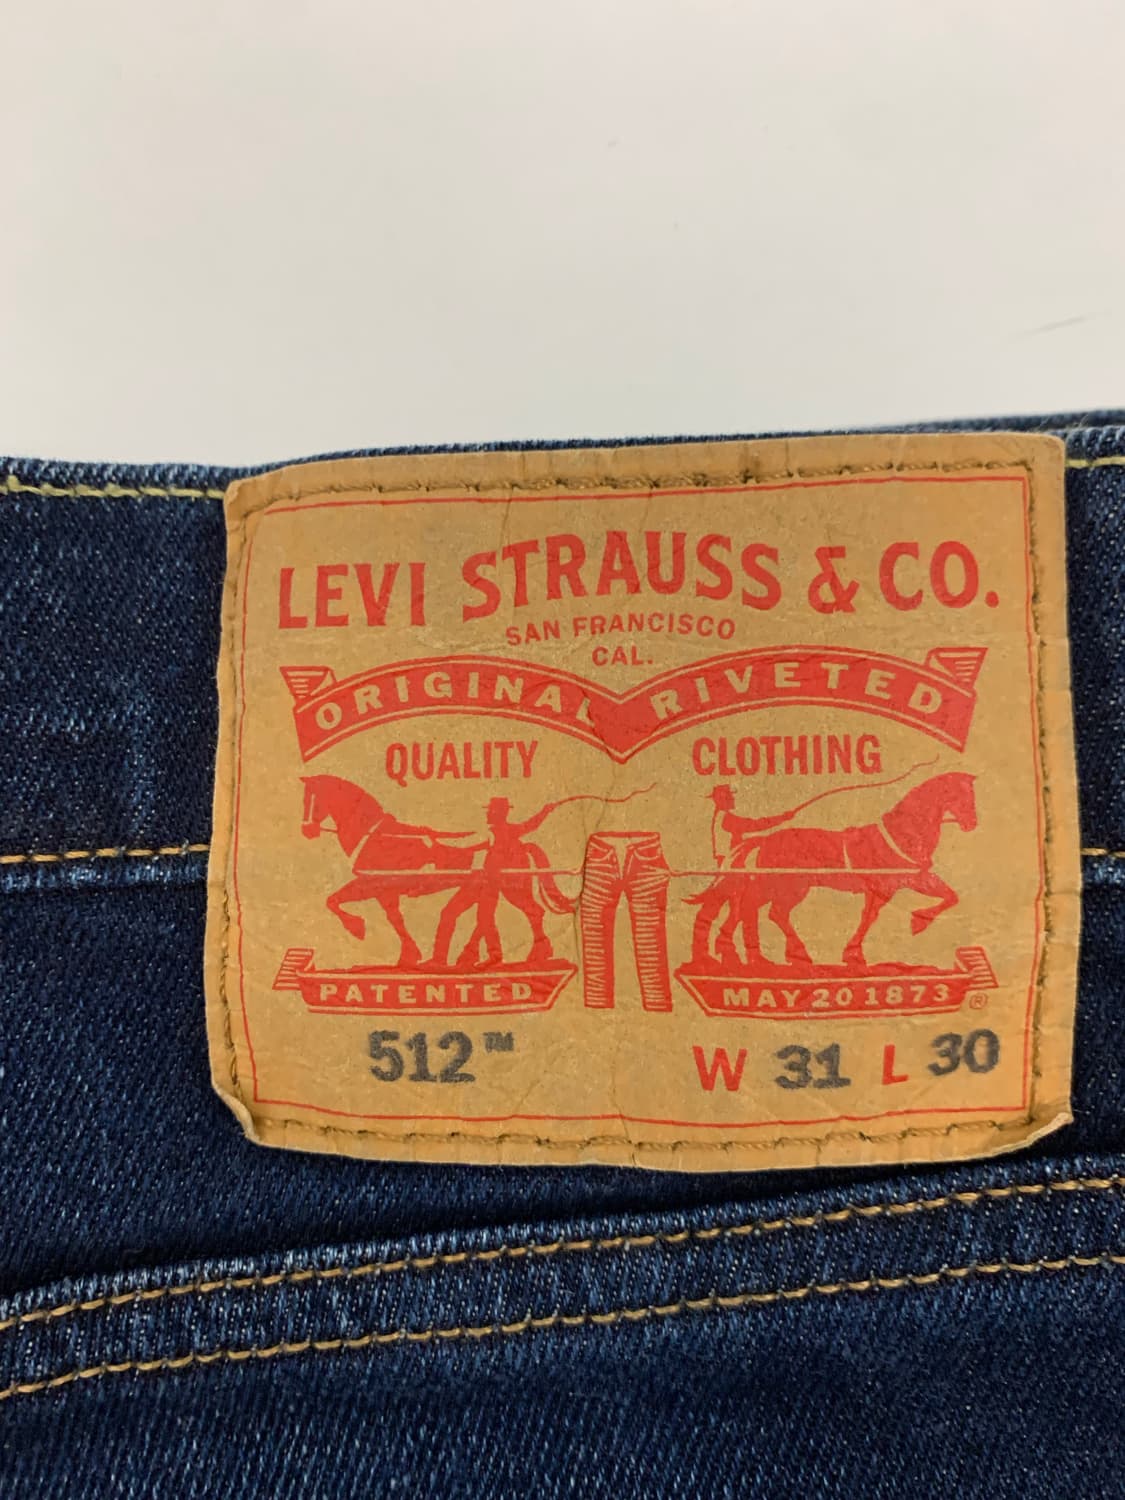 LEVI STRAUSS & CO.
SAN FRANCISCO
CAL.
ORIGINAL RIVETED
QUALITY CLOTHING
PATENTED MAY 20 1873 ®
512™ W 31 L 30